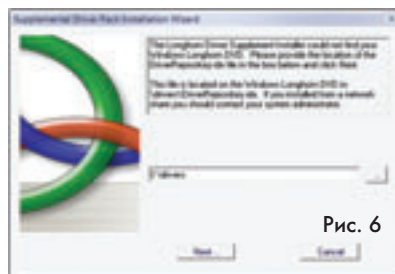 Supplemental Driver Pack Installation Wizard
The Longhorn Driver Supplement Installer could not find your
Windows Longhorn DVD. Please provide the location of the
DriverRepository.ds file in the box below and click Next.
This file is located on the Windows Longhorn DVD in
\drivers\DriverRepository.ds. If you installed from a network
share you should contact your system administrator.
\drivers
...
Next
Cancel
Рис. 6